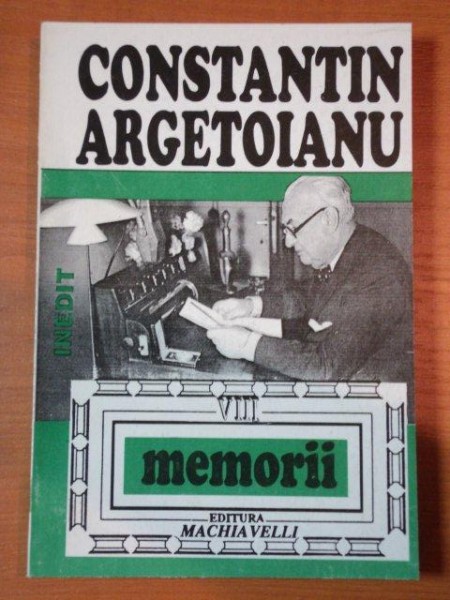 CONSTANTIN
ARGETOIANU
INEDIT
VIII
memorii
EDITURA
MACHIAVELLI